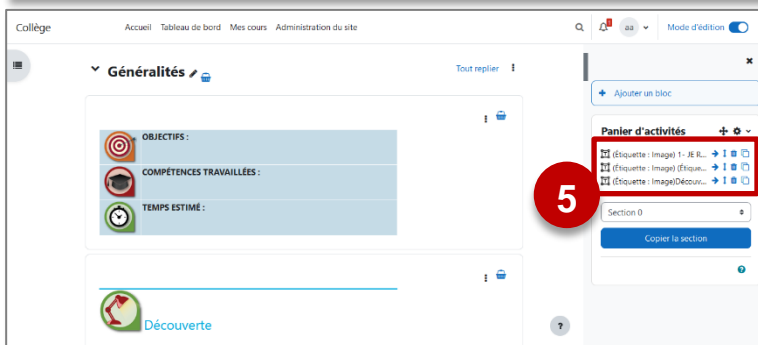 Collège Accueil Tableau de bord Mes cours Administration du site aa Mode d'édition
Généralités Tout replier
+ Ajouter un bloc
OBJECTIFS :
COMPÉTENCES TRAVAILLÉES :
TEMPS ESTIMÉ :
Panier d'activités
(Étiquette : Image) 1- JE R...
(Étiquette : Image) (Étique...
(Étiquette : Image)Découv...
5
Section 0
Copier la section
?
Découverte
?